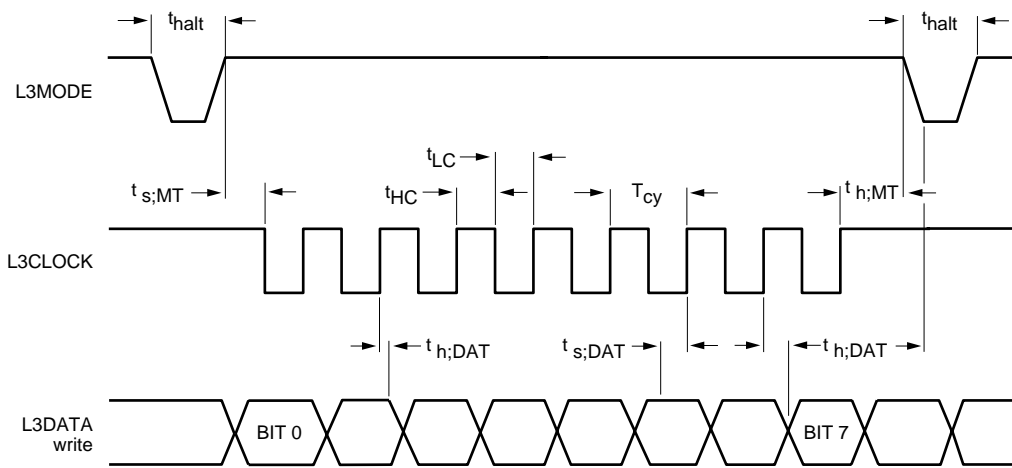 thalt
thalt
L3MODE
tLC
ts;MT
tHC
Tcy
th;MT
L3CLOCK
th;DAT
ts;DAT
th;DAT
L3DATA
write
BIT 0
BIT 7